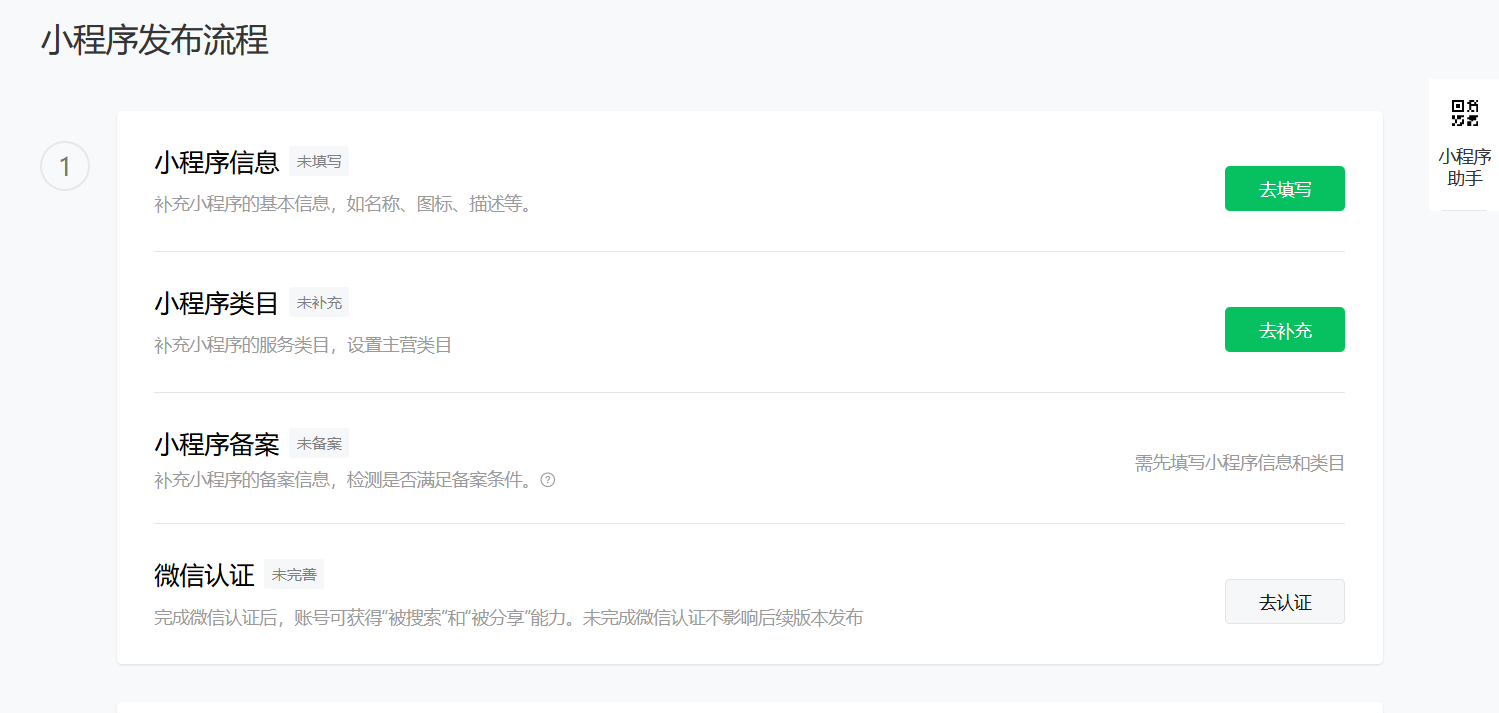 小程序发布流程
小程序
助手
1
小程序信息 未填写
补充小程序的基本信息，如名称、图标、描述等。
去填写
小程序类目 未补充
补充小程序的服务类目，设置主营类目
去补充
小程序备案 未备案
补充小程序的备案信息，检测是否满足备案条件。
需先填写小程序信息和类目
微信认证 未完善
完成微信认证后，账号可获得“被搜索”和“被分享”能力。未完成微信认证不影响后续版本发布
去认证